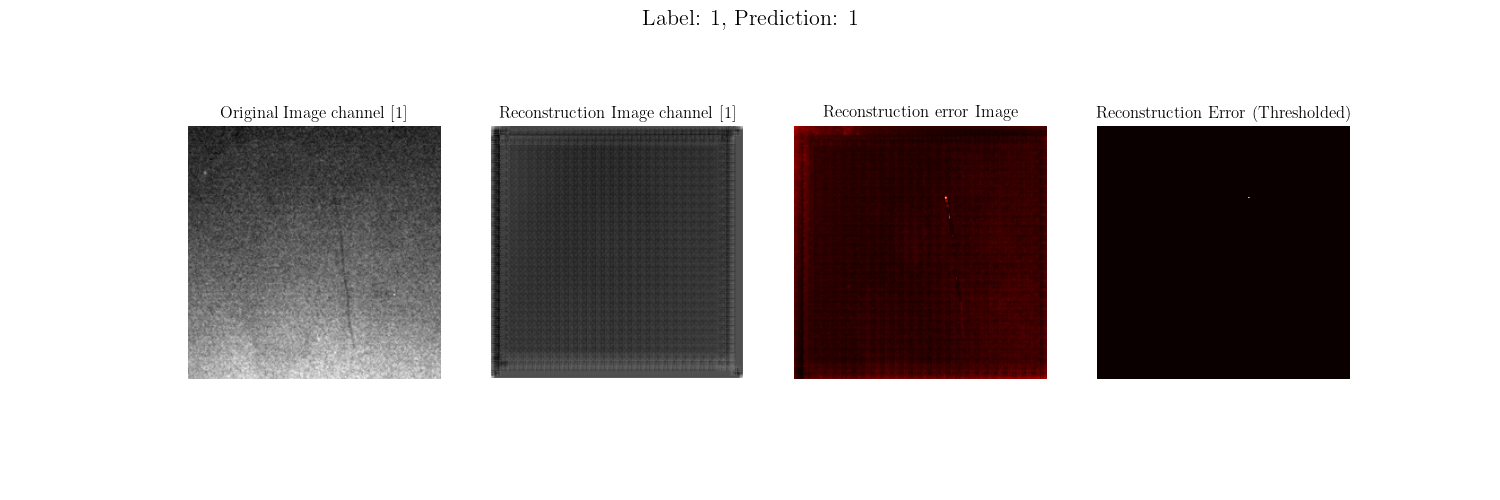 Label: 1, Prediction: 1
Original Image channel [1]
Reconstruction Image channel [1]
Reconstruction error Image
Reconstruction Error (Thresholded)